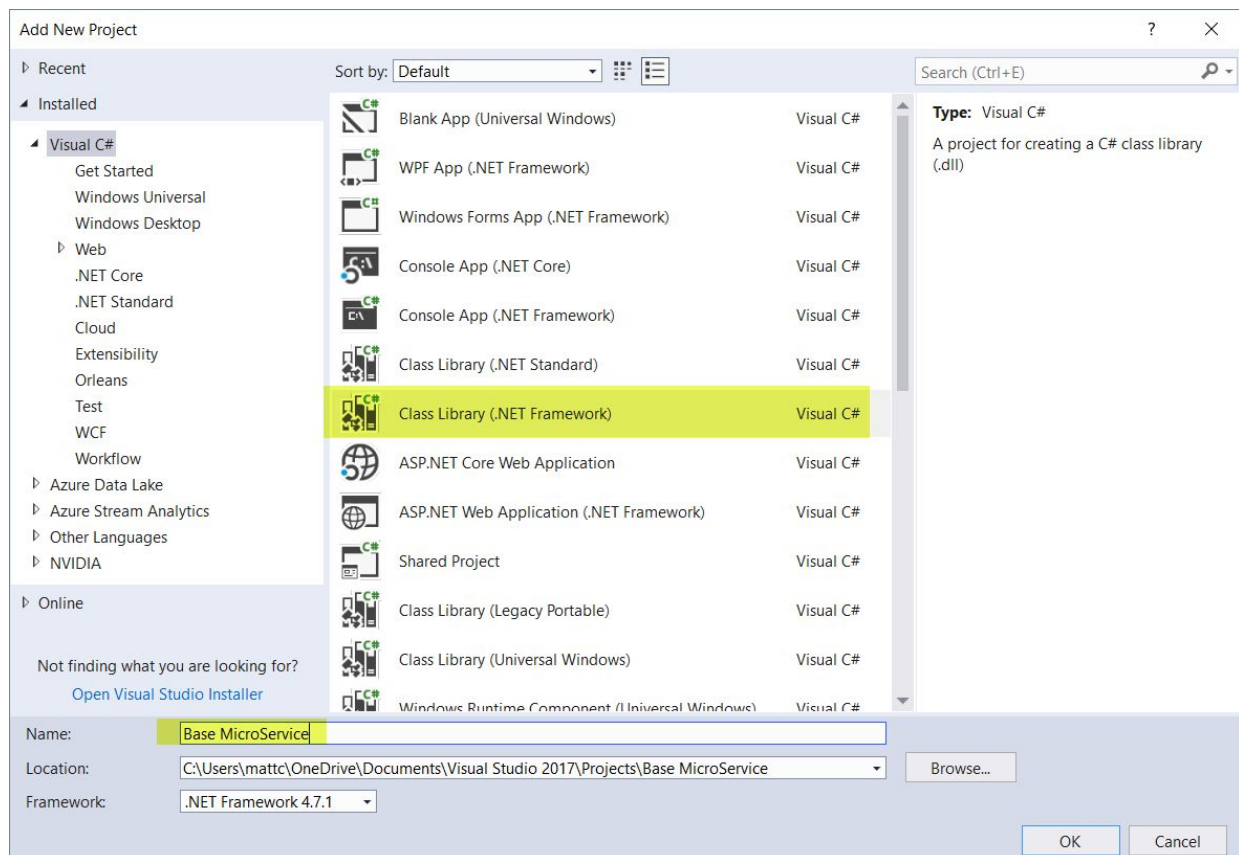 Add New Project
?
Recent
Installed
Visual C#
Get Started
Windows Universal
Windows Desktop
Web
.NET Core
.NET Standard
Cloud
Extensibility
Orleans
Test
WCF
Workflow
Azure Data Lake
Azure Stream Analytics
Other Languages
NVIDIA
Online
Not finding what you are looking for?
Open Visual Studio Installer
Sort by: Default
C# Blank App (Universal Windows) Visual C#
C# WPF App (.NET Framework) Visual C#
C# Windows Forms App (.NET Framework) Visual C#
C:\ Console App (.NET Core) Visual C#
C# C:\ Console App (.NET Framework) Visual C#
C# Class Library (.NET Standard) Visual C#
C# Class Library (.NET Framework) Visual C#
ASP.NET Core Web Application Visual C#
ASP.NET Web Application (.NET Framework) Visual C#
C# Shared Project Visual C#
C# Class Library (Legacy Portable) Visual C#
C# Class Library (Universal Windows) Visual C#
C# Windows Runtime Component (Universal Windows) Visual C#
Search (Ctrl+E)
Type: Visual C#
A project for creating a C# class library
(.dll)
Name: Base MicroService
Location: C:\Users\mattc\OneDrive\Documents\Visual Studio 2017\Projects\Base MicroService
Browse...
Framework: .NET Framework 4.7.1
OK Cancel